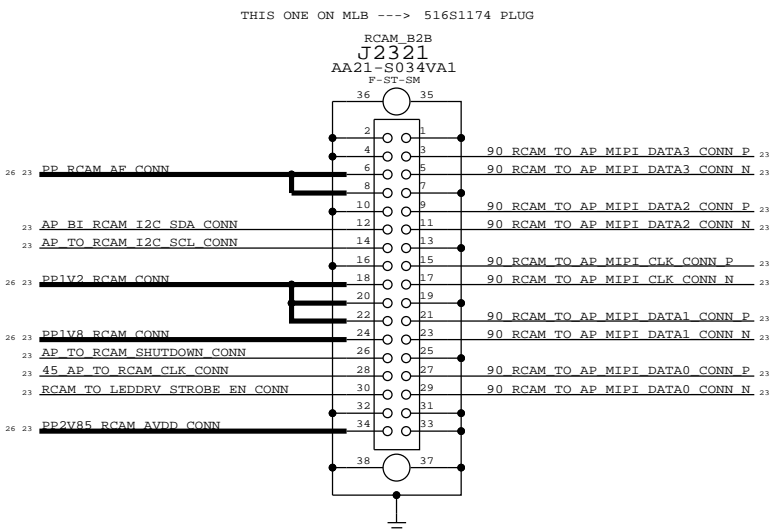 THIS ONE ON MLB ---> 516S1174 PLUG
RCAM_B2B
J2321
AA21-S034VA1
F-ST-SM
36 35
2 1
4 3 90_RCAM_TO_AP_MIPI_DATA3_CONN_P 23
26 23 PP_RCAM_AF_CONN 6 5 90_RCAM_TO_AP_MIPI_DATA3_CONN_N 23
8 7
10 9 90_RCAM_TO_AP_MIPI_DATA2_CONN_P 23
23 AP_BI_RCAM_I2C_SDA_CONN 12 11 90_RCAM_TO_AP_MIPI_DATA2_CONN_N 23
23 AP_TO_RCAM_I2C_SCL_CONN 14 13
16 15 90_RCAM_TO_AP_MIPI_CLK_CONN_P 23
26 23 PP1V2_RCAM_CONN 18 17 90_RCAM_TO_AP_MIPI_CLK_CONN_N 23
20 19
22 21 90_RCAM_TO_AP_MIPI_DATA1_CONN_P 23
26 23 PP1V8_RCAM_CONN 24 23 90_RCAM_TO_AP_MIPI_DATA1_CONN_N 23
23 AP_TO_RCAM_SHUTDOWN_CONN 26 25
23 45_AP_TO_RCAM_CLK_CONN 28 27 90_RCAM_TO_AP_MIPI_DATA0_CONN_P 23
23 RCAM_TO_LEDDRV_STROBE_EN_CONN 30 29 90_RCAM_TO_AP_MIPI_DATA0_CONN_N 23
32 31
26 23 PP2V85_RCAM_AVDD_CONN 34 33
38 37